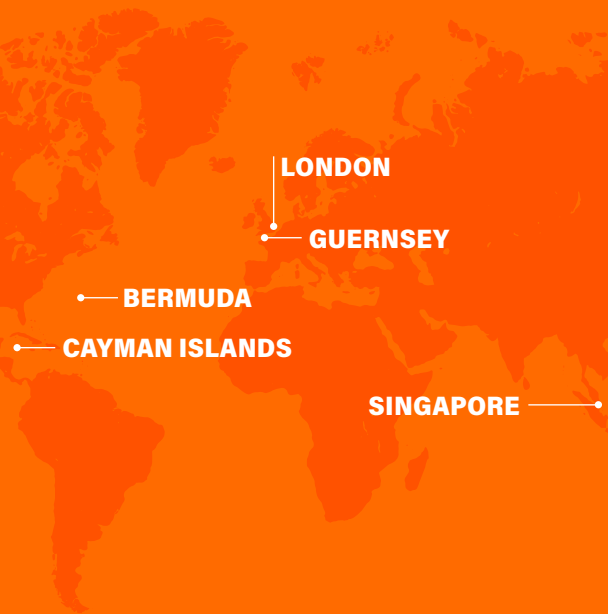 LONDON
GUERNSEY
BERMUDA
CAYMAN ISLANDS
SINGAPORE